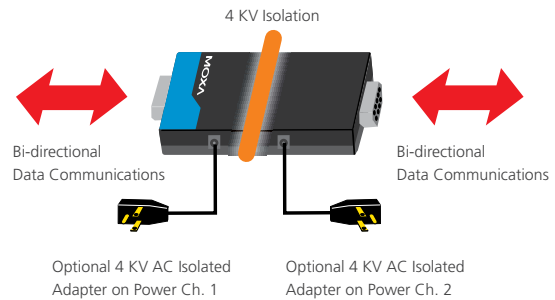 4 KV Isolation
MOXA
Bi-directional
Data Communications
Bi-directional
Data Communications
Optional 4 KV AC Isolated
Adapter on Power Ch. 1
Optional 4 KV AC Isolated
Adapter on Power Ch. 2